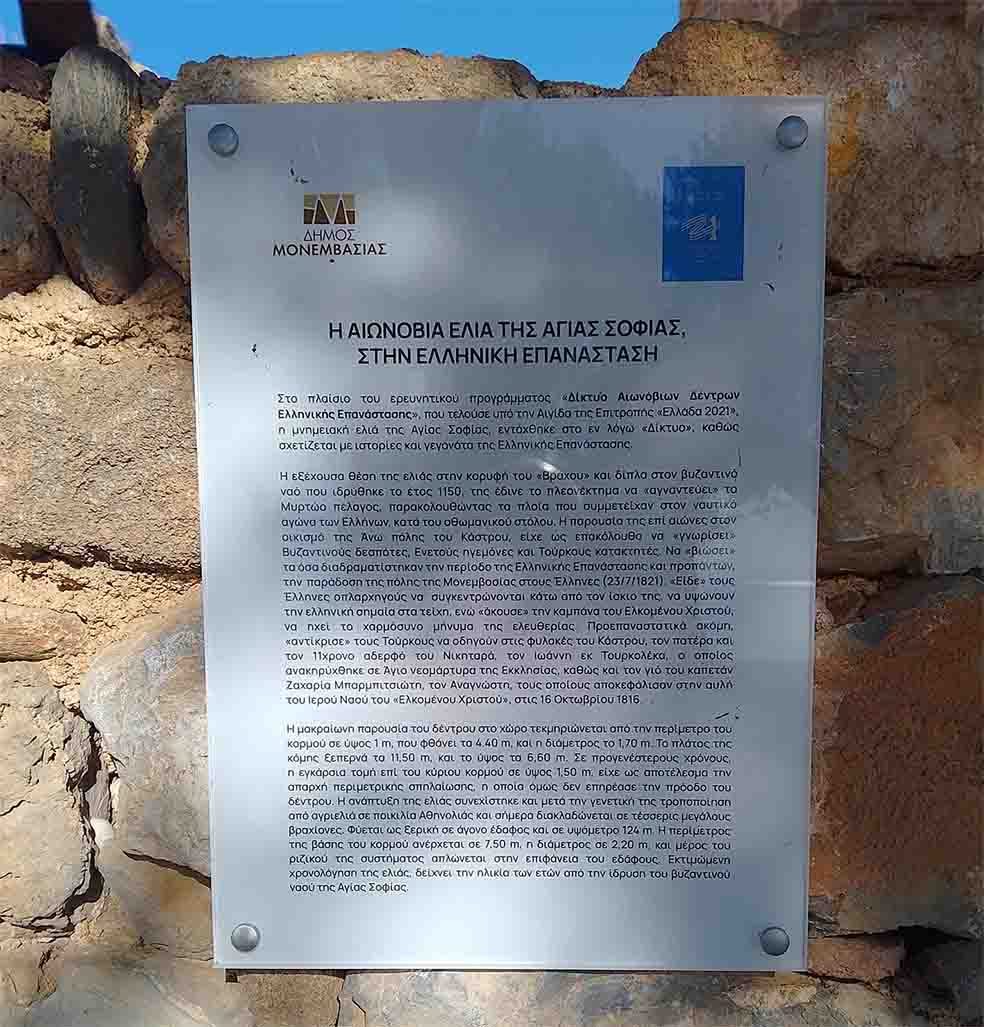 ΔΗΜΟΣ
ΜΟΝΕΜΒΑΣΙΑΣ
Η ΑΙΩΝΟΒΙΑ ΕΛΙΑ ΤΗΣ ΑΓΙΑΣ ΣΟΦΙΑΣ,
ΣΤΗΝ ΕΛΛΗΝΙΚΗ ΕΠΑΝΑΣΤΑΣΗ
Στο πλαίσιο του ερευνητικού προγράμματος «Δίκτυο Αιωνόβιων Δέντρων
Ελληνικής Επανάστασης», που τελούσε υπό την Αιγίδα της Επιτροπής «Ελλάδα 2021»,
η μνημειακή ελιά της Αγίας Σοφίας, εντάχθηκε στο εν λόγω «Δίκτυο», καθώς
σχετίζεται με ιστορίες και γεγονότα της Ελληνικής Επανάστασης.
Η εξέχουσα θέση της ελιάς στην κορυφή του «Βράχου» και δίπλα στον βυζαντινό
ναό που ιδρύθηκε το έτος 1150, της έδινε το πλεονέκτημα να «αγναντεύει» το
Μυρτώο πέλαγος, παρακολουθώντας τα πλοία που συμμετείχαν στον ναυτικό
αγώνα των Ελλήνων, κατά του οθωμανικού στόλου. Η παρουσία της επί αιώνες στον
οικισμό της Άνω πόλης του Κάστρου, είχε ως επακόλουθο να «γνωρίσει»
Βυζαντινούς δεσπότες, Ενετούς ηγεμόνες και Τούρκους κατακτητές. Να «βιώσει»
τα όσα διαδραματίστηκαν την περίοδο της Ελληνικής Επανάστασης και προπάντων,
την παράδοση της πόλης της Μονεμβασίας στους Έλληνες (23/7/1821). «Είδε» τους
Έλληνες οπλαρχηγούς να συγκεντρώνονται κάτω από τον ίσκιο της, να υψώνουν
την ελληνική σημαία στα τείχη, ενώ «άκουσε» την καμπάνα του Ελκομένου Χριστού,
να ηχεί το χαρμόσυνο μήνυμα της ελευθερίας. Προεπαναστατικά ακόμη,
«αντίκρισε» τους Τούρκους να οδηγούν στις φυλακές του Κάστρου, τον πατέρα και
τον 11χρονο αδερφό του Νικηταρά, τον Ιωάννη εκ Τουρκολέκα, ο οποίος
ανακηρύχθηκε σε Άγιο νεομάρτυρα της Εκκλησίας, καθώς και τον γιό του καπετάν
Ζαχαρία Μπαρμπιτσιώτη, τον Αναγνώστη, τους οποίους αποκεφάλισαν στην αυλή
του Ιερού Ναού του «Ελκομένου Χριστού», στις 16 Οκτωβρίου 1816.
Η μακραίωνη παρουσία του δέντρου στο χώρο τεκμηριώνεται από την περίμετρο του
κορμού σε ύψος 1 m, που φθάνει τα 4.40 m, και η διάμετρος το 1,70 m. Το πλάτος της
κόμης ξεπερνά τα 11,50 m, και το ύψος τα 6,60 m. Σε προγενέστερους χρόνους,
η εγκάρσια τομή επί του κύριου κορμού σε ύψος 1,50 m, είχε ως αποτέλεσμα την
απαρχή περιμετρικής σπηλαίωσης, η οποία όμως δεν επηρέασε την πρόοδο του
δέντρου. Η ανάπτυξη της ελιάς συνεχίστηκε και μετά την γενετική της τροποποίηση
από αγριελιά σε ποικιλία Αθηνολιάς και σήμερα διακλαδώνεται σε τέσσερις μεγάλους
βραχίονες. Φύεται ως ξερική σε άγονο έδαφος και σε υψόμετρο 124 m. Η περίμετρος
της βάσης του κορμού ανέρχεται σε 7.50 m, η διάμετρος σε 2,20 m, και μέρος του
ριζικού της συστήματος απλώνεται στην επιφάνεια του εδάφους. Εκτιμώμενη
χρονολόγηση της ελιάς, δείχνει την ηλικία των ετών από την ίδρυση του βυζαντινού
ναού της Αγίας Σοφίας.